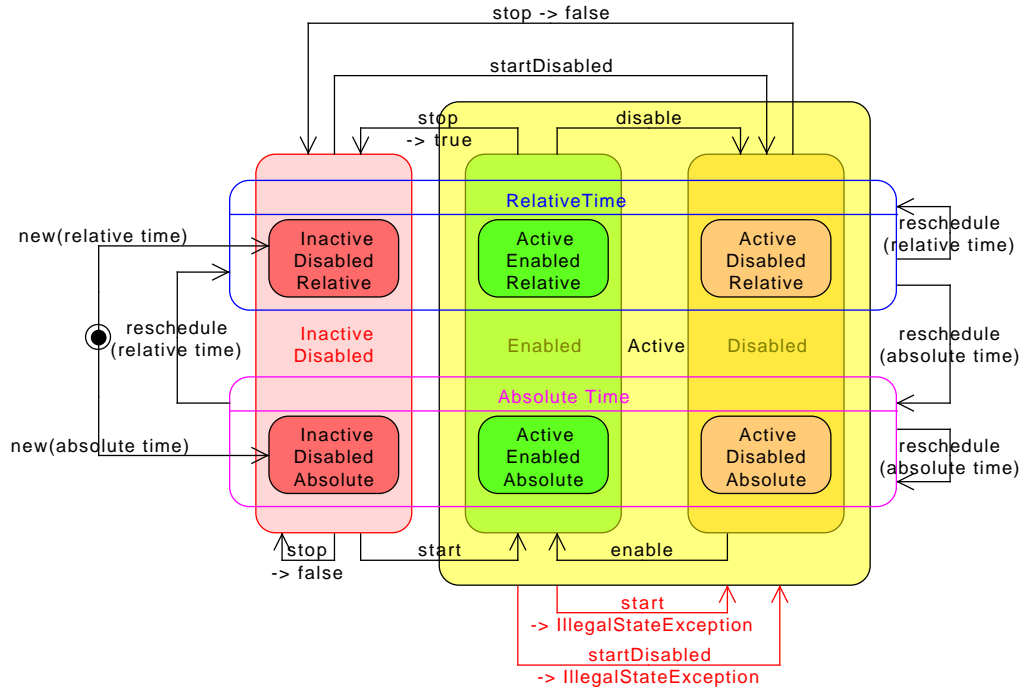 stop -> false
startDisabled
stop
-> true
disable
RelativeTime
new(relative time)
Inactive
Disabled
Relative
Active
Enabled
Relative
Active
Disabled
Relative
reschedule
(relative time)
reschedule
(relative time)
Inactive
Disabled
Enabled
Active
Disabled
reschedule
(absolute time)
Absolute Time
new(absolute time)
Inactive
Disabled
Absolute
Active
Enabled
Absolute
Active
Disabled
Absolute
reschedule
(absolute time)
stop
-> false
start
enable
start
-> IllegalStateException
startDisabled
-> IllegalStateException